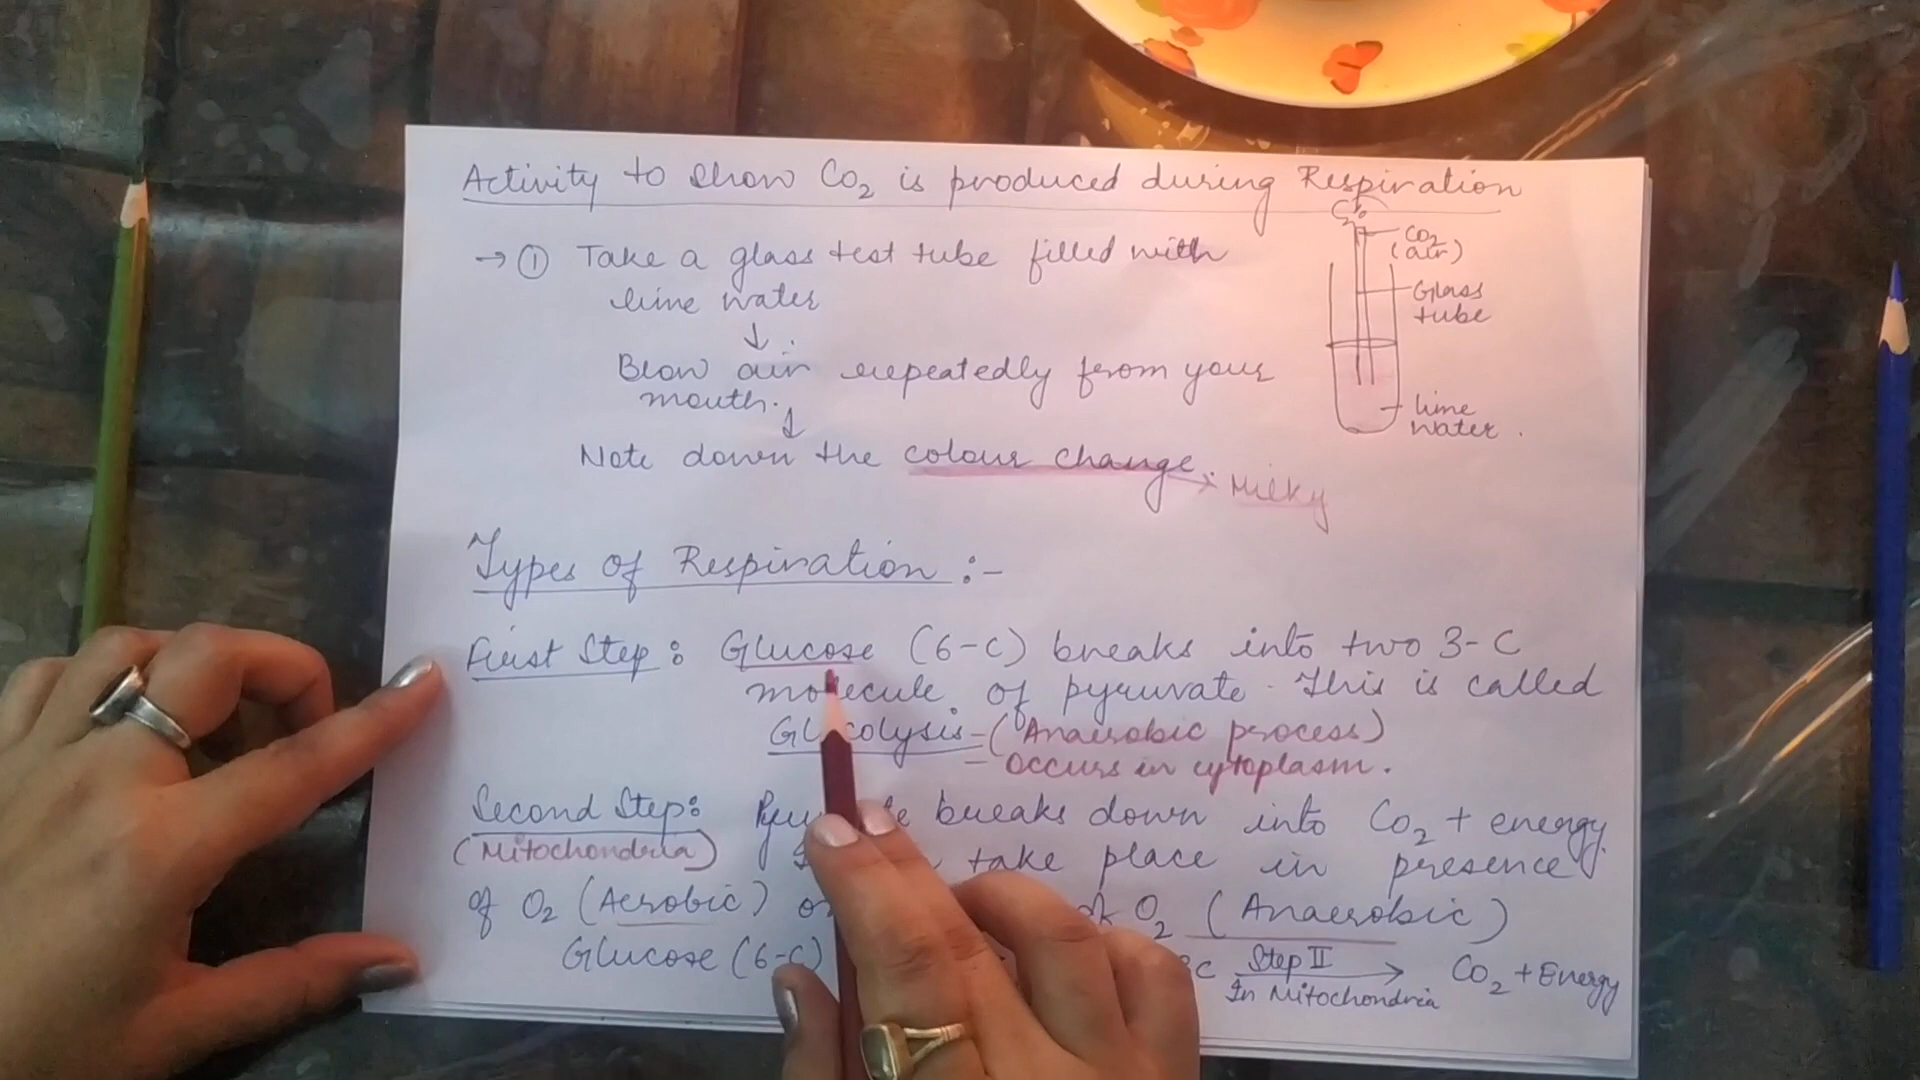 Activity to show CO2 is produced during Respiration
→ ① Take a glass test tube filled with
lime water
↓
Blow air repeatedly from your
mouth.
↓
Note down the colour change. → Milky
CO2
CO2
(air)
Glass
tube
lime
water.
Types of Respiration :-
First Step: Glucose (6-C) breaks into two 3-C
molecule of pyruvate. This is called
Glycolysis - (Anaerobic process)
- Occurs in cytoplasm.
Second Step: breaks down into CO2 + energy.
(Mitochondria) take place in presence
of O2 (Aerobic) of O2 (Anaerobic)
Glucose (6-C) Step II → CO2 + Energy
In Mitochondria